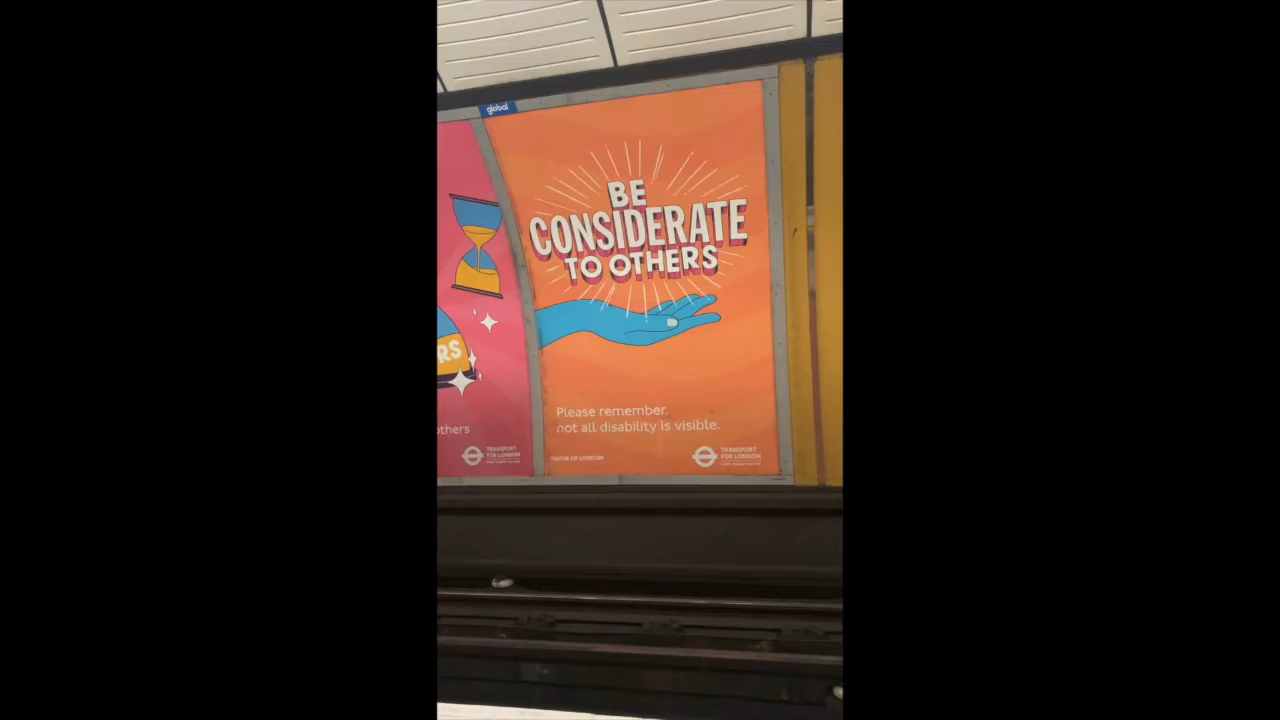 global
BE
CONSIDERATE
TO OTHERS
Please remember,
not all disability is visible.
MAYOR OF LONDON
TRANSPORT
FOR LONDON
RS
others
TRANSPORT
FOR LONDON